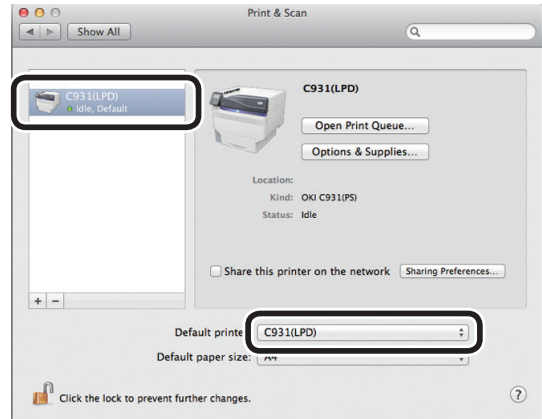 Print & Scan
Show All
C931(LPD)
Idle, Default
C931(LPD)
Open Print Queue...
Options & Supplies...
Location:
Kind: OKI C931(PS)
Status: Idle
Share this printer on the network Sharing Preferences...
+ −
Default printer: C931(LPD)
Default paper size: A4
Click the lock to prevent further changes.
?